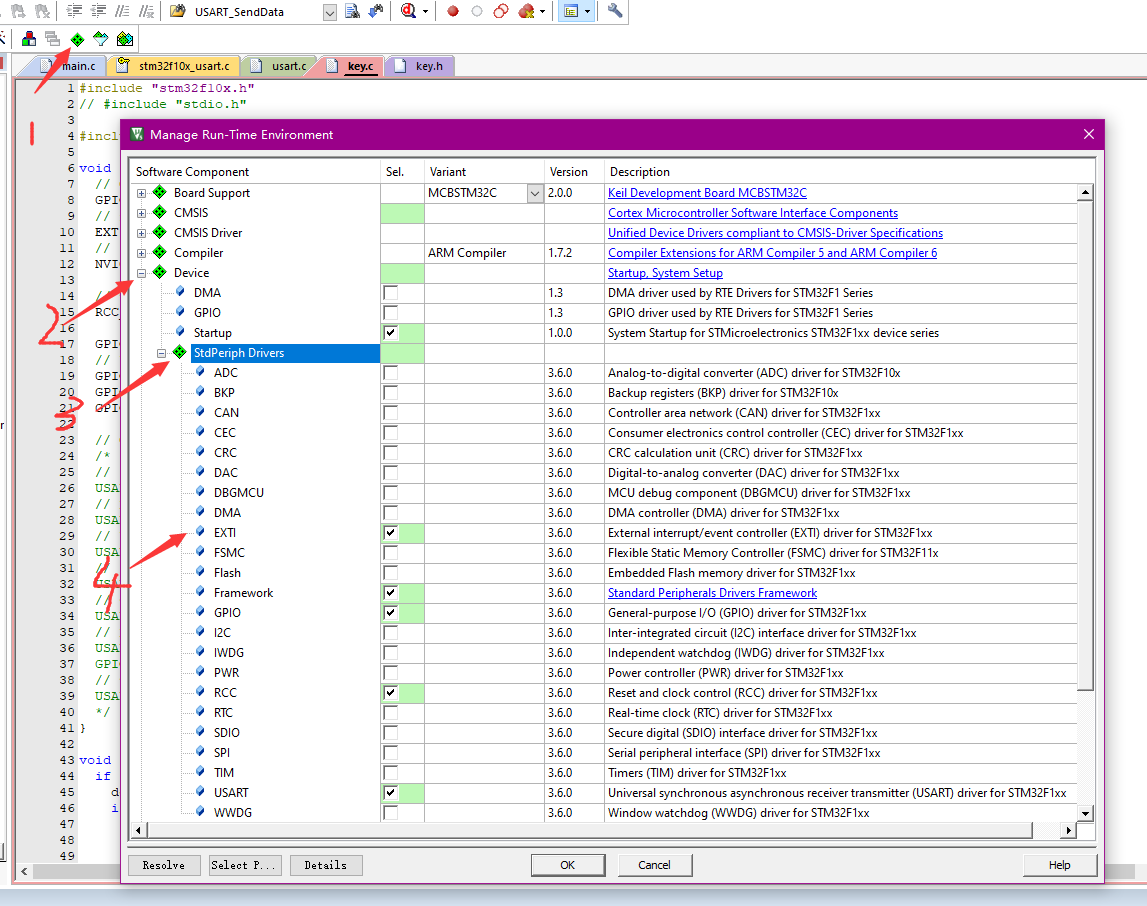 USART_SendData
main.c stm32f10x_usart.c usart.c key.c key.h
1 #include "stm32f10x.h"
2 // #include "stdio.h"
3
4 #incl
5
6 void
7 //
8 GPI
9 //
10 EXT
11 //
12 NVI
13
14
15 RCC
16
17 GPI
18 //
19 GPI
20 GPI
21 GPI
22
23 //
24 /*
25 //
26 USA
27 //
28 USA
29 //
30 USA
31 //
32 USA
33 //
34 USA
35 //
36 USA
37 GPI
38 //
39 USA
40 */
41 }
42
43 void
44 if
45 d
46 i
47
48
49
1
2
3
4
Manage Run-Time Environment
Software Component Sel. Variant Version Description
Board Support MCBSTM32C 2.0.0 Keil Development Board MCBSTM32C
CMSIS Cortex Microcontroller Software Interface Components
CMSIS Driver Unified Device Drivers compliant to CMSIS-Driver Specifications
Compiler ARM Compiler 1.7.2 Compiler Extensions for ARM Compiler 5 and ARM Compiler 6
Device Startup, System Setup
DMA 1.3 DMA driver used by RTE Drivers for STM32F1 Series
GPIO 1.3 GPIO driver used by RTE Drivers for STM32F1 Series
Startup 1.0.0 System Startup for STMicroelectronics STM32F1xx device series
StdPeriph Drivers
ADC 3.6.0 Analog-to-digital converter (ADC) driver for STM32F10x
BKP 3.6.0 Backup registers (BKP) driver for STM32F10x
CAN 3.6.0 Controller area network (CAN) driver for STM32F1xx
CEC 3.6.0 Consumer electronics control controller (CEC) driver for STM32F1xx
CRC 3.6.0 CRC calculation unit (CRC) driver for STM32F1xx
DAC 3.6.0 Digital-to-analog converter (DAC) driver for STM32F1xx
DBGMCU 3.6.0 MCU debug component (DBGMCU) driver for STM32F1xx
DMA 3.6.0 DMA controller (DMA) driver for STM32F1xx
EXTI 3.6.0 External interrupt/event controller (EXTI) driver for STM32F1xx
FSMC 3.6.0 Flexible Static Memory Controller (FSMC) driver for STM32F11x
Flash 3.6.0 Embedded Flash memory driver for STM32F1xx
Framework 3.6.0 Standard Peripherals Drivers Framework
GPIO 3.6.0 General-purpose I/O (GPIO) driver for STM32F1xx
I2C 3.6.0 Inter-integrated circuit (I2C) interface driver for STM32F1xx
IWDG 3.6.0 Independent watchdog (IWDG) driver for STM32F1xx
PWR 3.6.0 Power controller (PWR) driver for STM32F1xx
RCC 3.6.0 Reset and clock control (RCC) driver for STM32F1xx
RTC 3.6.0 Real-time clock (RTC) driver for STM32F1xx
SDIO 3.6.0 Secure digital (SDIO) interface driver for STM32F1xx
SPI 3.6.0 Serial peripheral interface (SPI) driver for STM32F1xx
TIM 3.6.0 Timers (TIM) driver for STM32F1xx
USART 3.6.0 Universal synchronous asynchronous receiver transmitter (USART) driver for STM32F1xx
WWDG 3.6.0 Window watchdog (WWDG) driver for STM32F1xx
Resolve Select P... Details OK Cancel Help